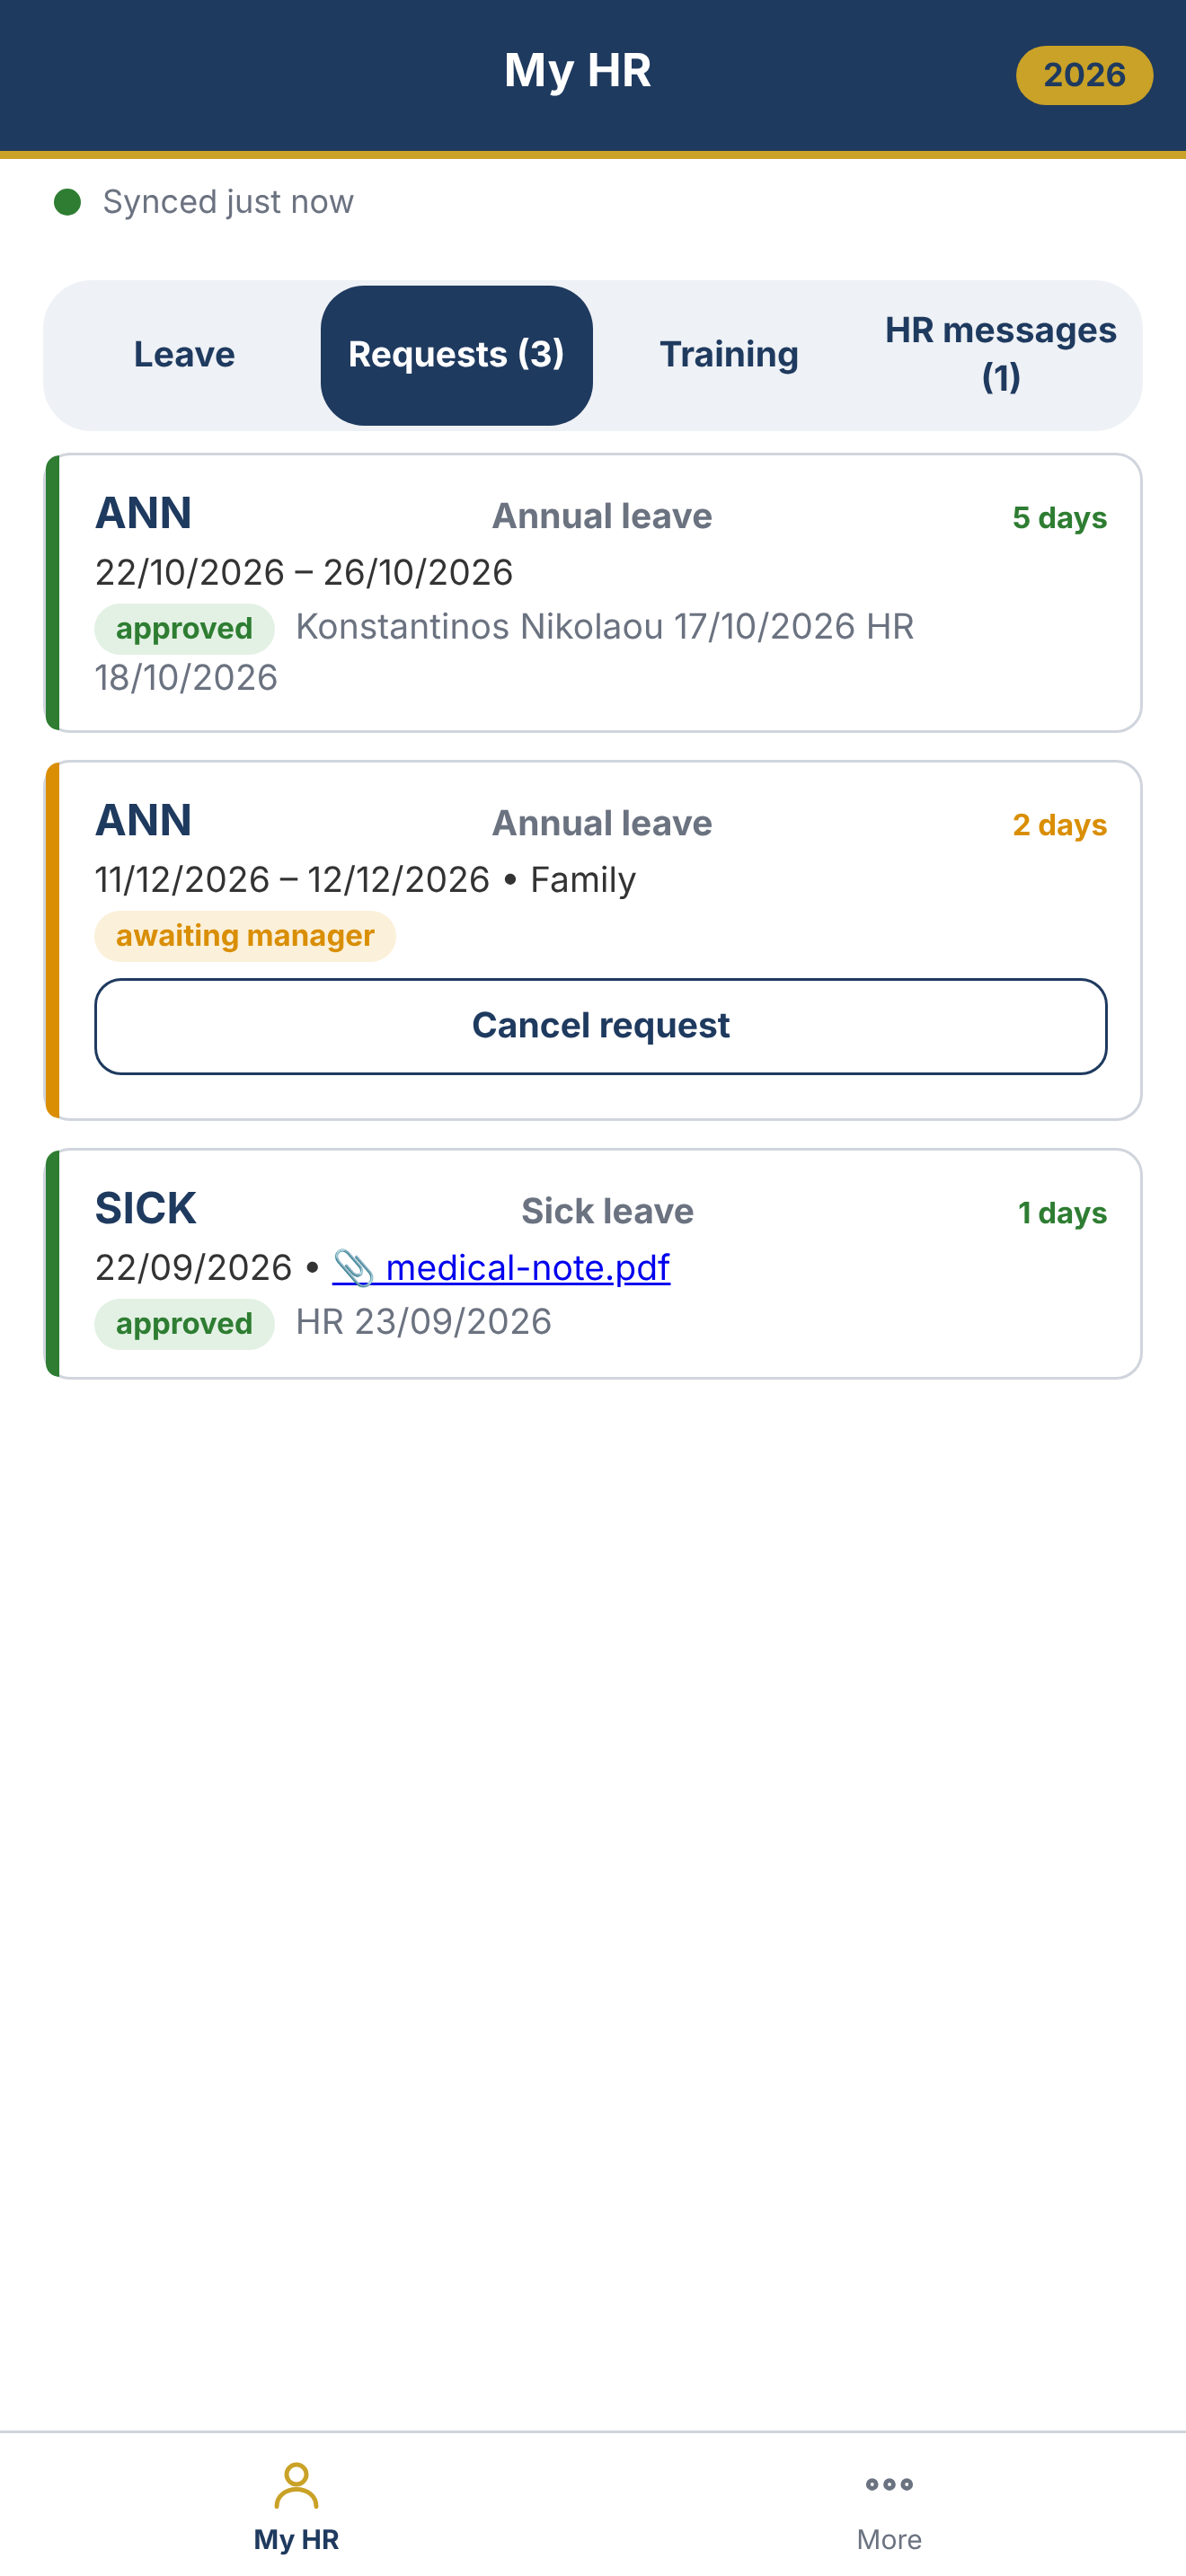 My HR
2026
Synced just now
Leave
Requests (3)
Training
HR messages
(1)
ANN
Annual leave
5 days
22/10/2026 – 26/10/2026
approved Konstantinos Nikolaou 17/10/2026 HR
18/10/2026
ANN
Annual leave
2 days
11/12/2026 – 12/12/2026 • Family
awaiting manager
Cancel request
SICK
Sick leave
1 days
22/09/2026 • 📎 medical-note.pdf
approved HR 23/09/2026
My HR
More